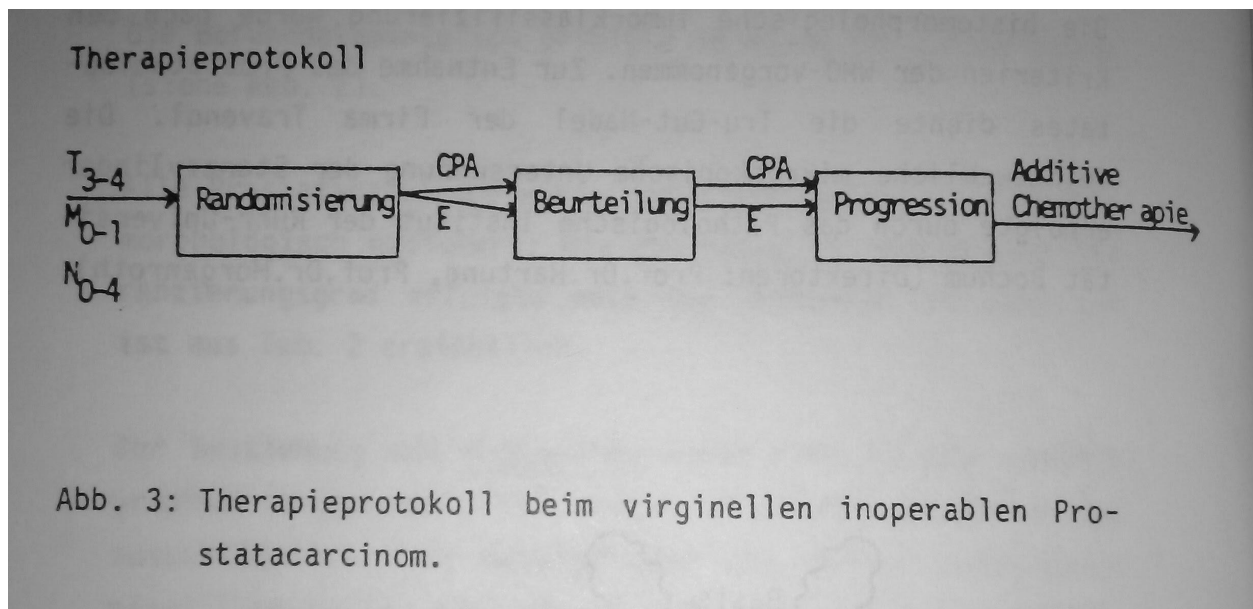 Therapieprotokoll
T3-4
M0-1
N0-4
Randomisierung
CPA
E
Beurteilung
CPA
E
Progression
Additive
Chemotherapie
Abb. 3: Therapieprotokoll beim virginellen inoperablen Pro-
statacarcinom.